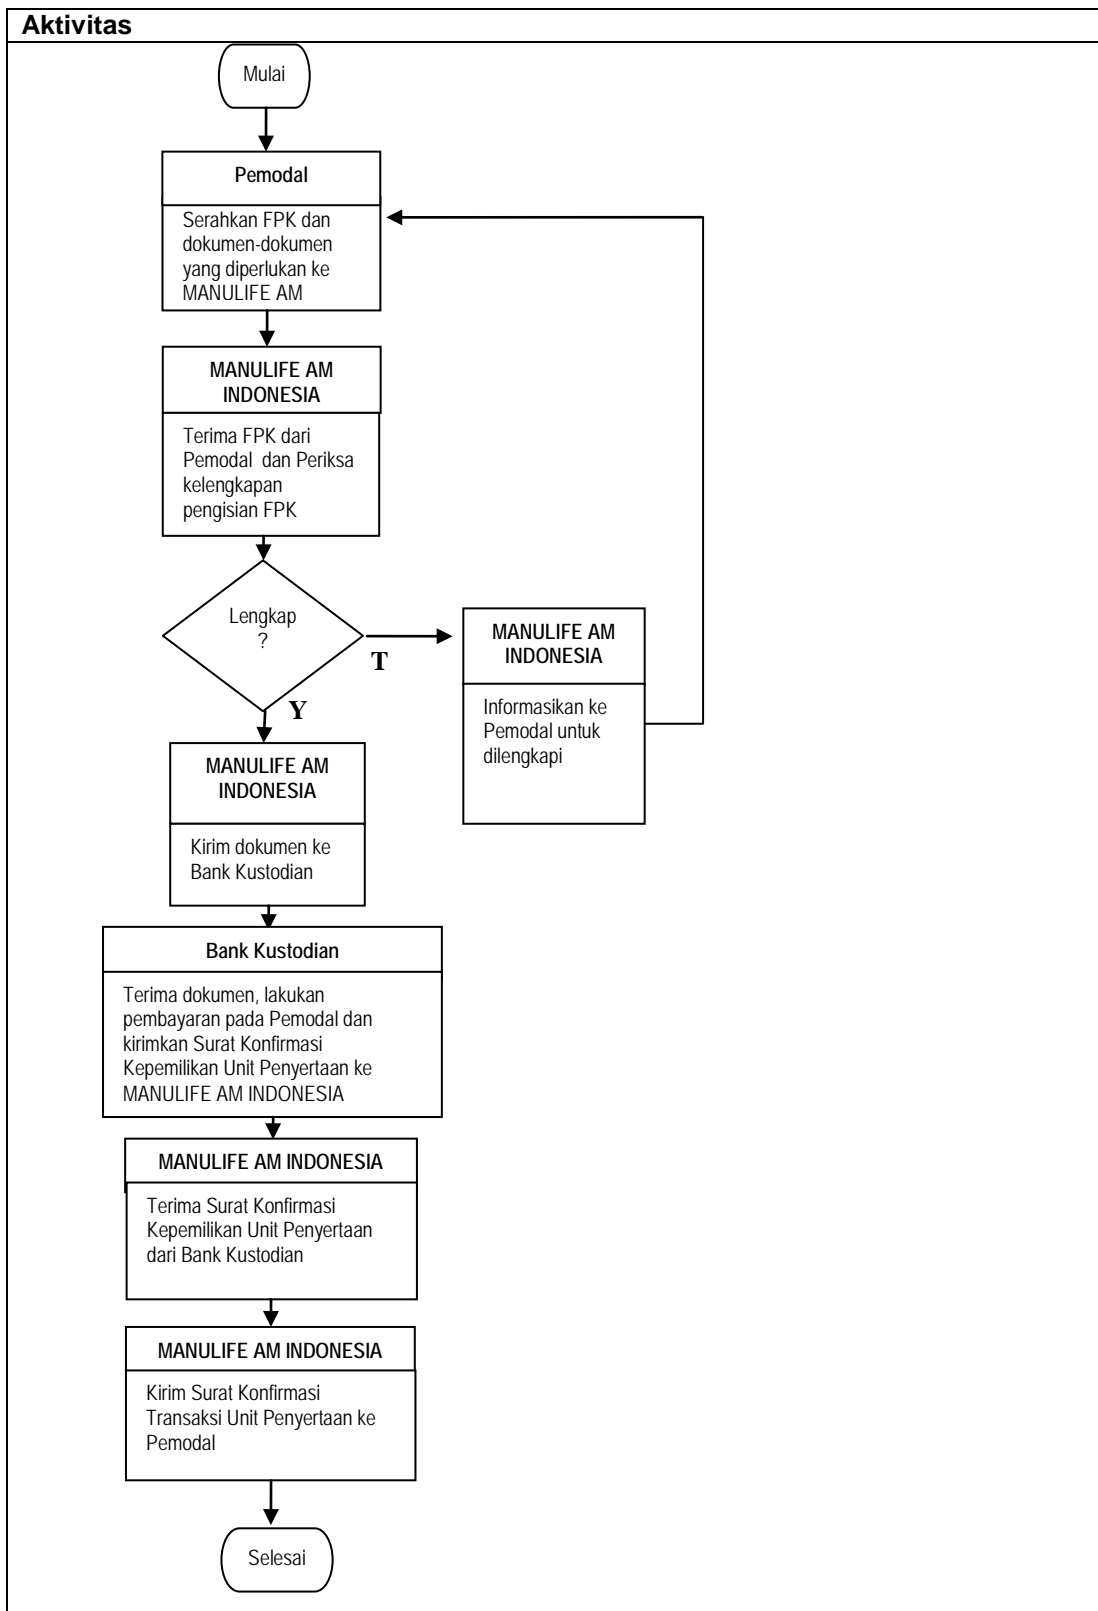 Aktivitas
Mulai
Pemodal
Serahkan FPK dan
dokumen-dokumen
yang diperlukan ke
MANULIFE AM
MANULIFE AM
INDONESIA
Terima FPK dari
Pemodal dan Periksa
kelengkapan
pengisian FPK
Lengkap
?
T
MANULIFE AM
INDONESIA
Informasikan ke
Pemodal untuk
dilengkapi
Y
MANULIFE AM
INDONESIA
Kirim dokumen ke
Bank Kustodian
Bank Kustodian
Terima dokumen, lakukan
pembayaran pada Pemodal dan
kirimkan Surat Konfirmasi
Kepemilikan Unit Penyertaan ke
MANULIFE AM INDONESIA
MANULIFE AM INDONESIA
Terima Surat Konfirmasi
Kepemilikan Unit Penyertaan
dari Bank Kustodian
MANULIFE AM INDONESIA
Kirim Surat Konfirmasi
Transaksi Unit Penyertaan ke
Pemodal
Selesai